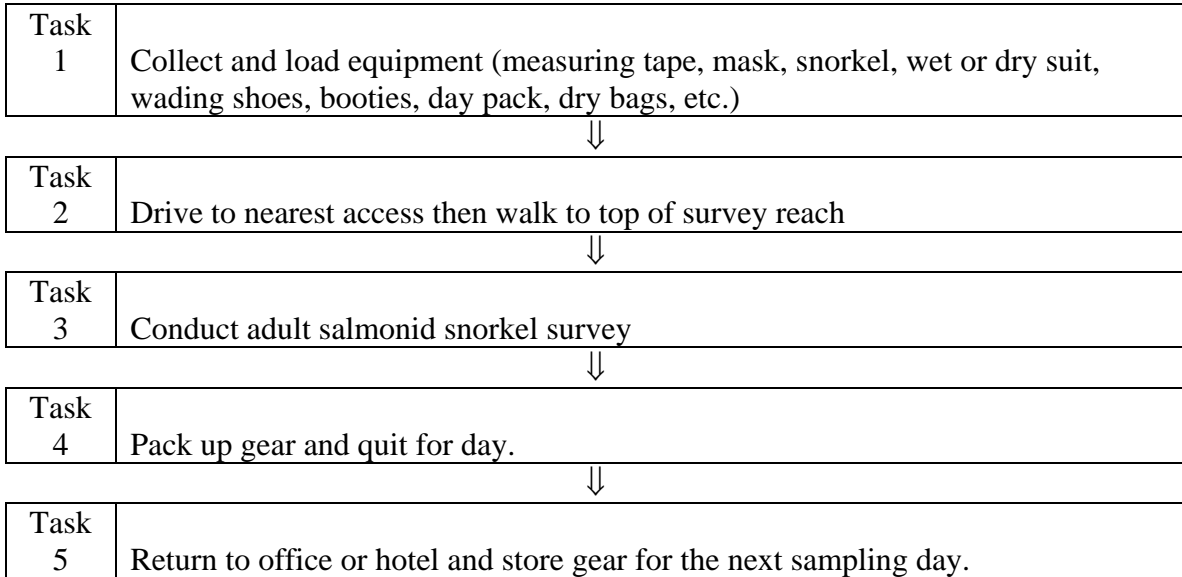 Task
1
Collect and load equipment (measuring tape, mask, snorkel, wet or dry suit,
wading shoes, booties, day pack, dry bags, etc.)
⇓
Task
2
Drive to nearest access then walk to top of survey reach
⇓
Task
3
Conduct adult salmonid snorkel survey
⇓
Task
4
Pack up gear and quit for day.
⇓
Task
5
Return to office or hotel and store gear for the next sampling day.